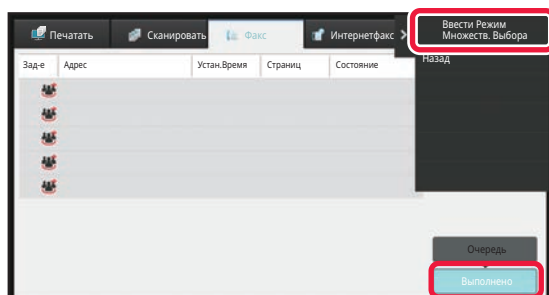 Печатать Сканировать Факс Интернетфакс
Ввести Режим
Множеств. Выбора
Зад-е Адрес Устан.Время Страниц Состояние
Назад
Очередь
Выполнено